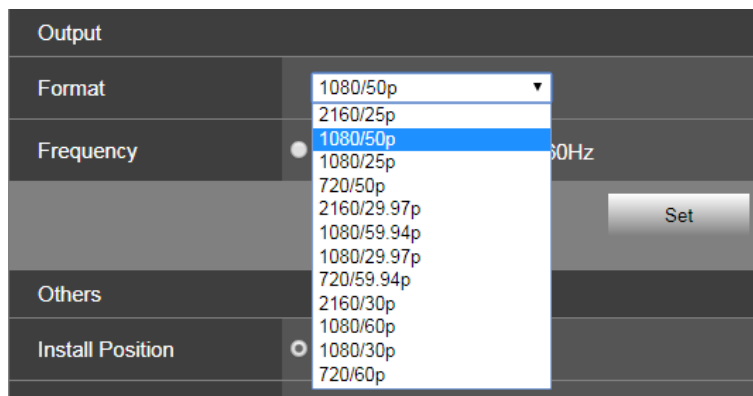 Output
Format
1080/50p
2160/25p
1080/50p
1080/25p
720/50p
2160/29.97p
1080/59.94p
1080/29.97p
720/59.94p
2160/30p
1080/60p
1080/30p
720/60p
Frequency
Set
Others
Install Position